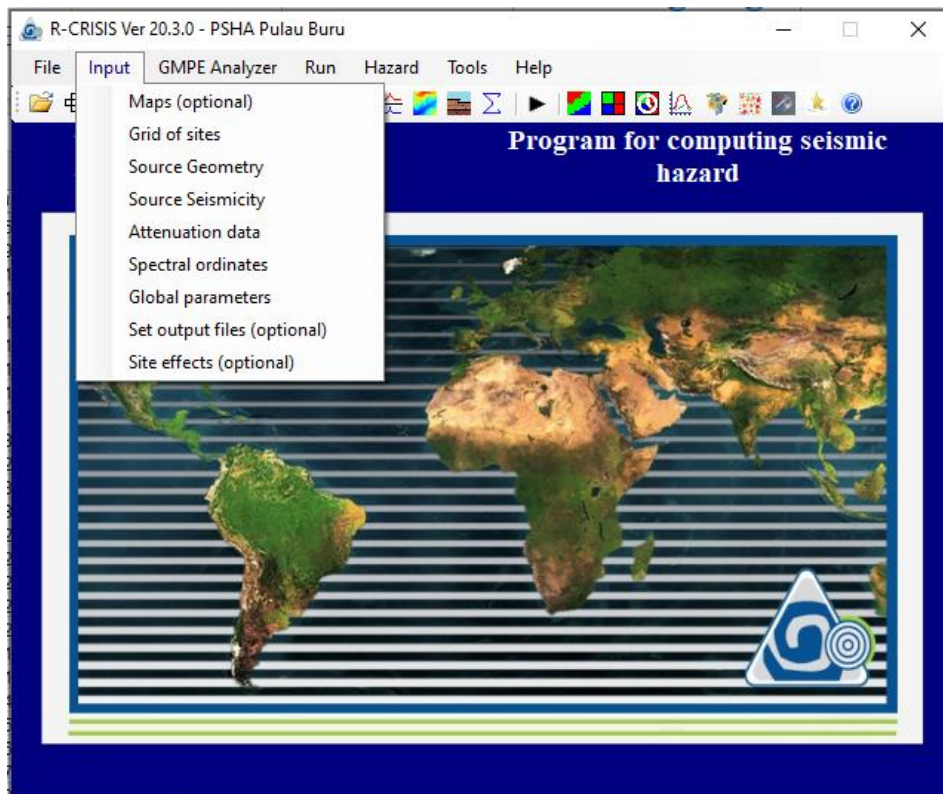 R-CRISIS Ver 20.3.0 - PSHA Pulau Buru
File Input GMPE Analyzer Run Hazard Tools Help
Maps (optional)
Grid of sites
Source Geometry
Source Seismicity
Attenuation data
Spectral ordinates
Global parameters
Set output files (optional)
Site effects (optional)
Program for computing seismic
hazard